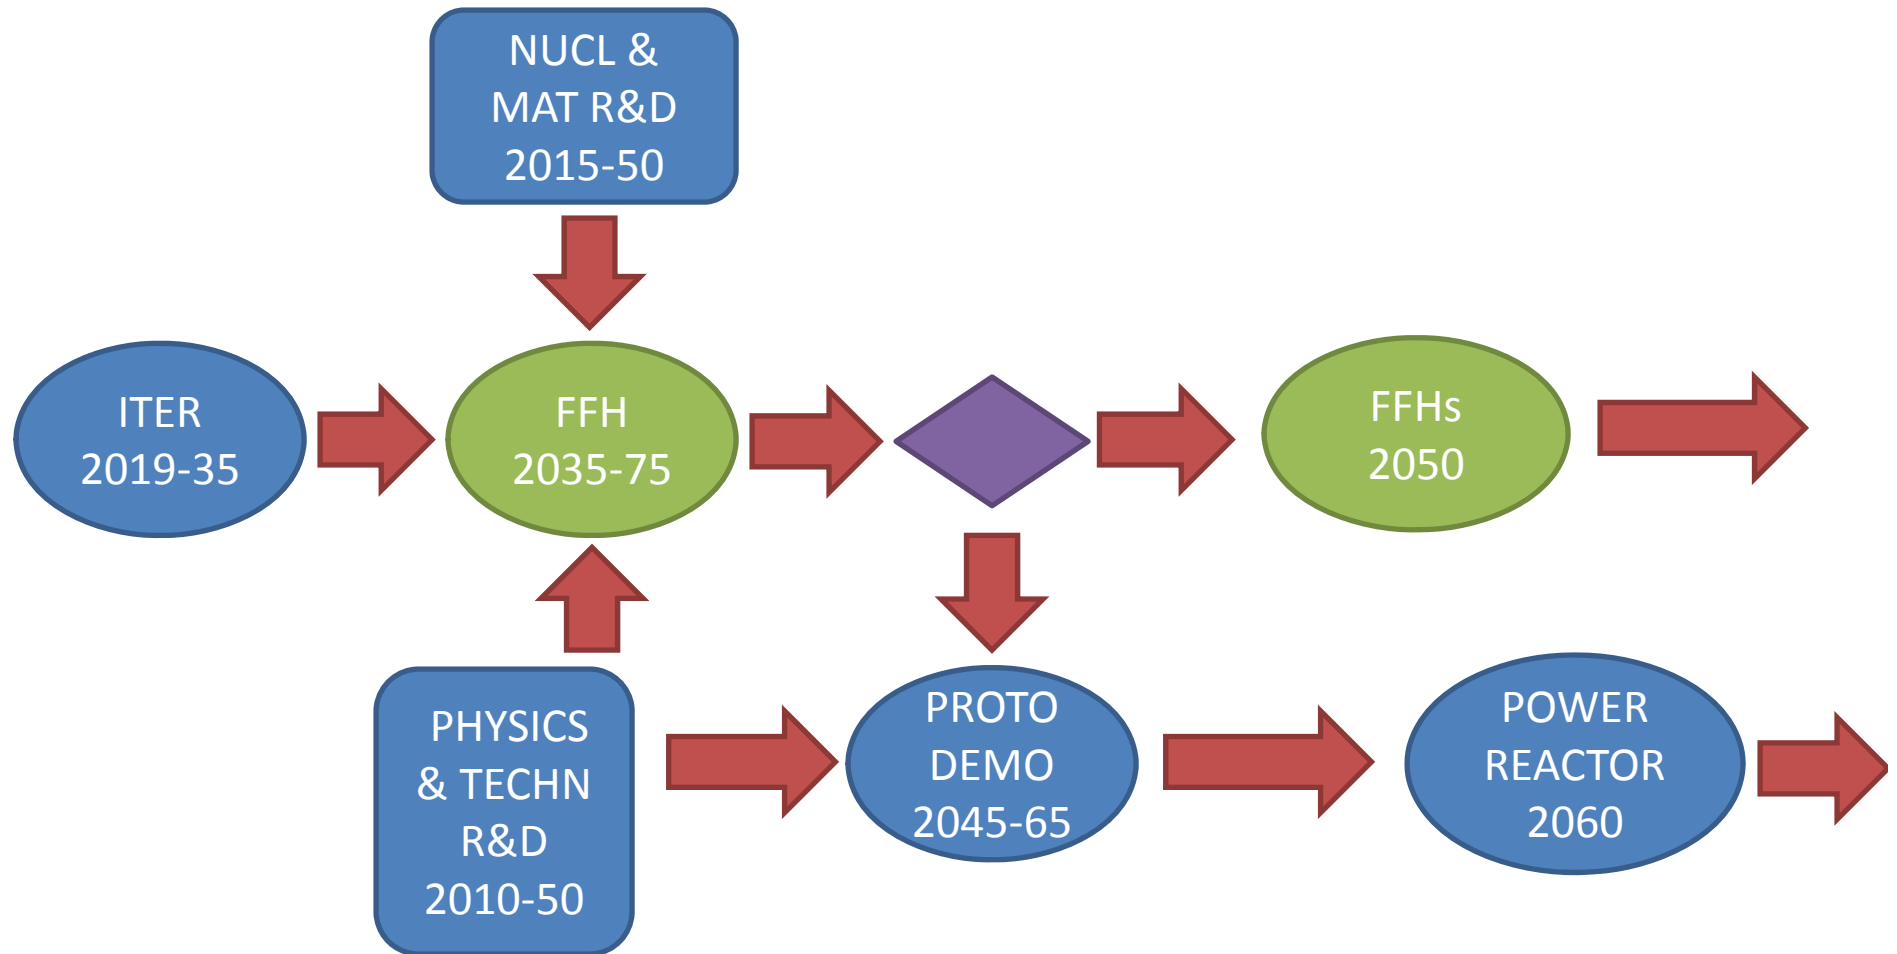 NUCL &
MAT R&D
2015-50
ITER
2019-35
FFH
2035-75
FFHs
2050
PHYSICS
& TECHN
R&D
2010-50
PROTO
DEMO
2045-65
POWER
REACTOR
2060